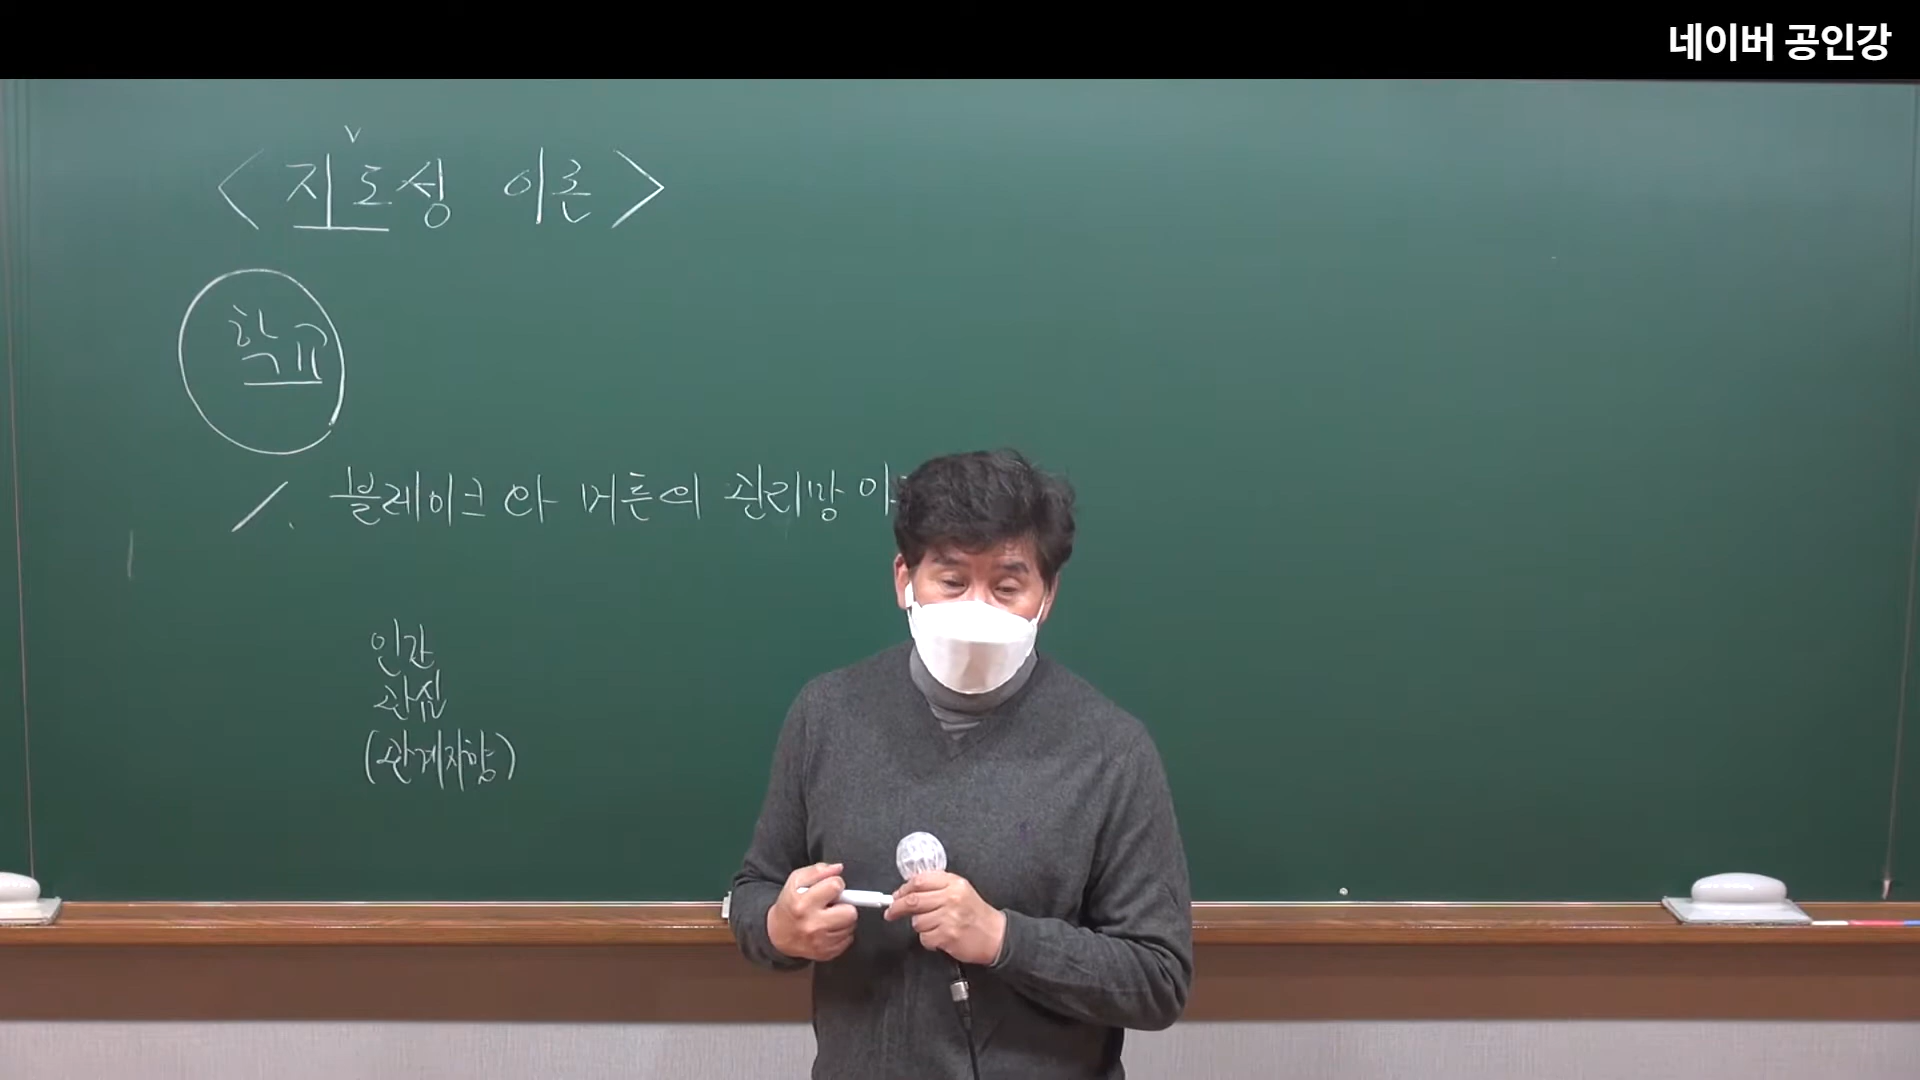 네이버 공인강
< 지도성 이론 >
학교
블레이크와 머튼의 관리망 이
인간
관심
(관계지향)